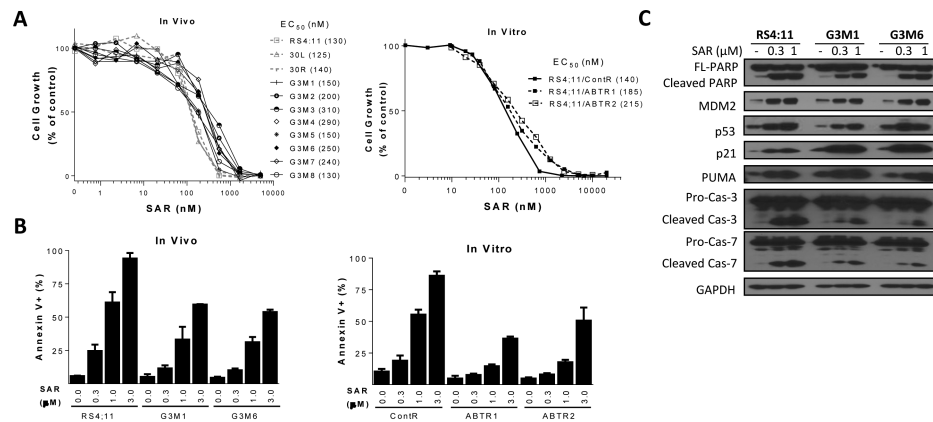 A
In Vivo
EC50 (nM)
RS4;11 (130)
30L (125)
30R (140)
G3M1 (150)
G3M2 (200)
G3M3 (310)
G3M4 (290)
G3M5 (150)
G3M6 (250)
G3M7 (240)
G3M8 (130)
Cell Growth
(% of control)
100
50
0
0 1 10 100 1000 10000
SAR (nM)
In Vitro
EC50 (nM)
RS4;11/ContR (140)
RS4;11/ABTR1 (185)
RS4;11/ABTR2 (215)
Cell Growth
(% of control)
100
50
0
0 10 100 1000 10000
SAR (nM)
B
In Vivo
Annexin V+ (%)
100
75
50
25
SAR
(μM)
0.0 0.3 1.0 3.0 0.0 0.3 1.0 3.0 0.0 0.3 1.0 3.0
RS4;11 G3M1 G3M6
In Vitro
Annexin V+ (%)
100
75
50
25
SAR
(μM)
0.0 0.3 1.0 3.0 0.0 0.3 1.0 3.0 0.0 0.3 1.0 3.0
ContR ABTR1 ABTR2
C
RS4:11 G3M1 G3M6
SAR (μM) - 0.3 1 - 0.3 1 - 0.3 1
FL-PARP
Cleaved PARP
MDM2
p53
p21
PUMA
Pro-Cas-3
Cleaved Cas-3
Pro-Cas-7
Cleaved Cas-7
GAPDH